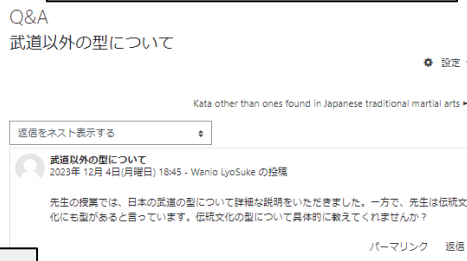 Q&A
武道以外の型について
設定
Kata other than ones found in Japanese traditional martial arts
返信をネスト表示する
武道以外の型について
2023年 12月 4日(月曜日) 18:45 - Wanio LyoSuke の投稿
先生の授業では、日本の武道の型について詳細な説明をいただきました。一方で、先生は伝統文
化にも型があると言っています。伝統文化の型について具体的に教えてくれませんか？
パーマリンク 返信